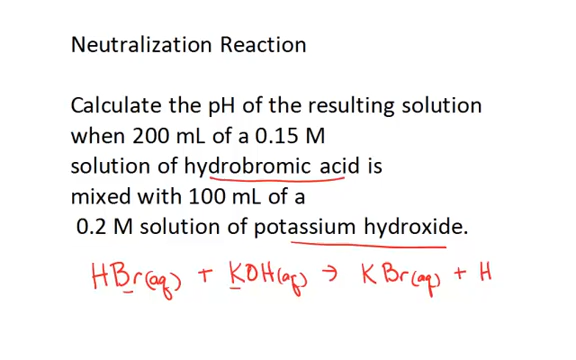 Neutralization Reaction
Calculate the pH of the resulting solution
when 200 mL of a 0.15 M
solution of hydrobromic acid is
mixed with 100 mL of a
0.2 M solution of potassium hydroxide.
HBr(aq) + KOH(aq) → KBr(aq) + H